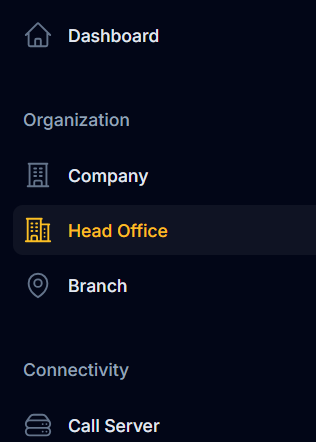 Dashboard
Organization
Company
Head Office
Branch
Connectivity
Call Server